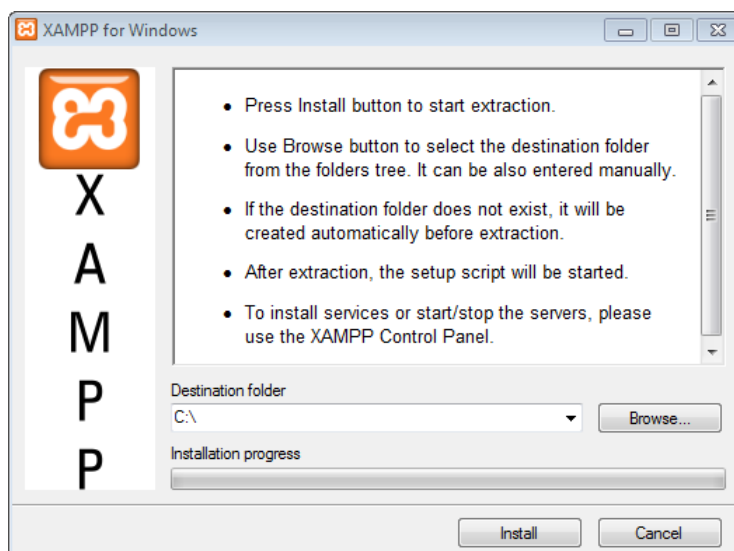 XAMPP for Windows
X
A
M
P
P
• Press Install button to start extraction.
• Use Browse button to select the destination folder
from the folders tree. It can be also entered manually.
• If the destination folder does not exist, it will be
created automatically before extraction.
• After extraction, the setup script will be started.
• To install services or start/stop the servers, please
use the XAMPP Control Panel.
Destination folder
C:\
Browse...
Installation progress
Install
Cancel